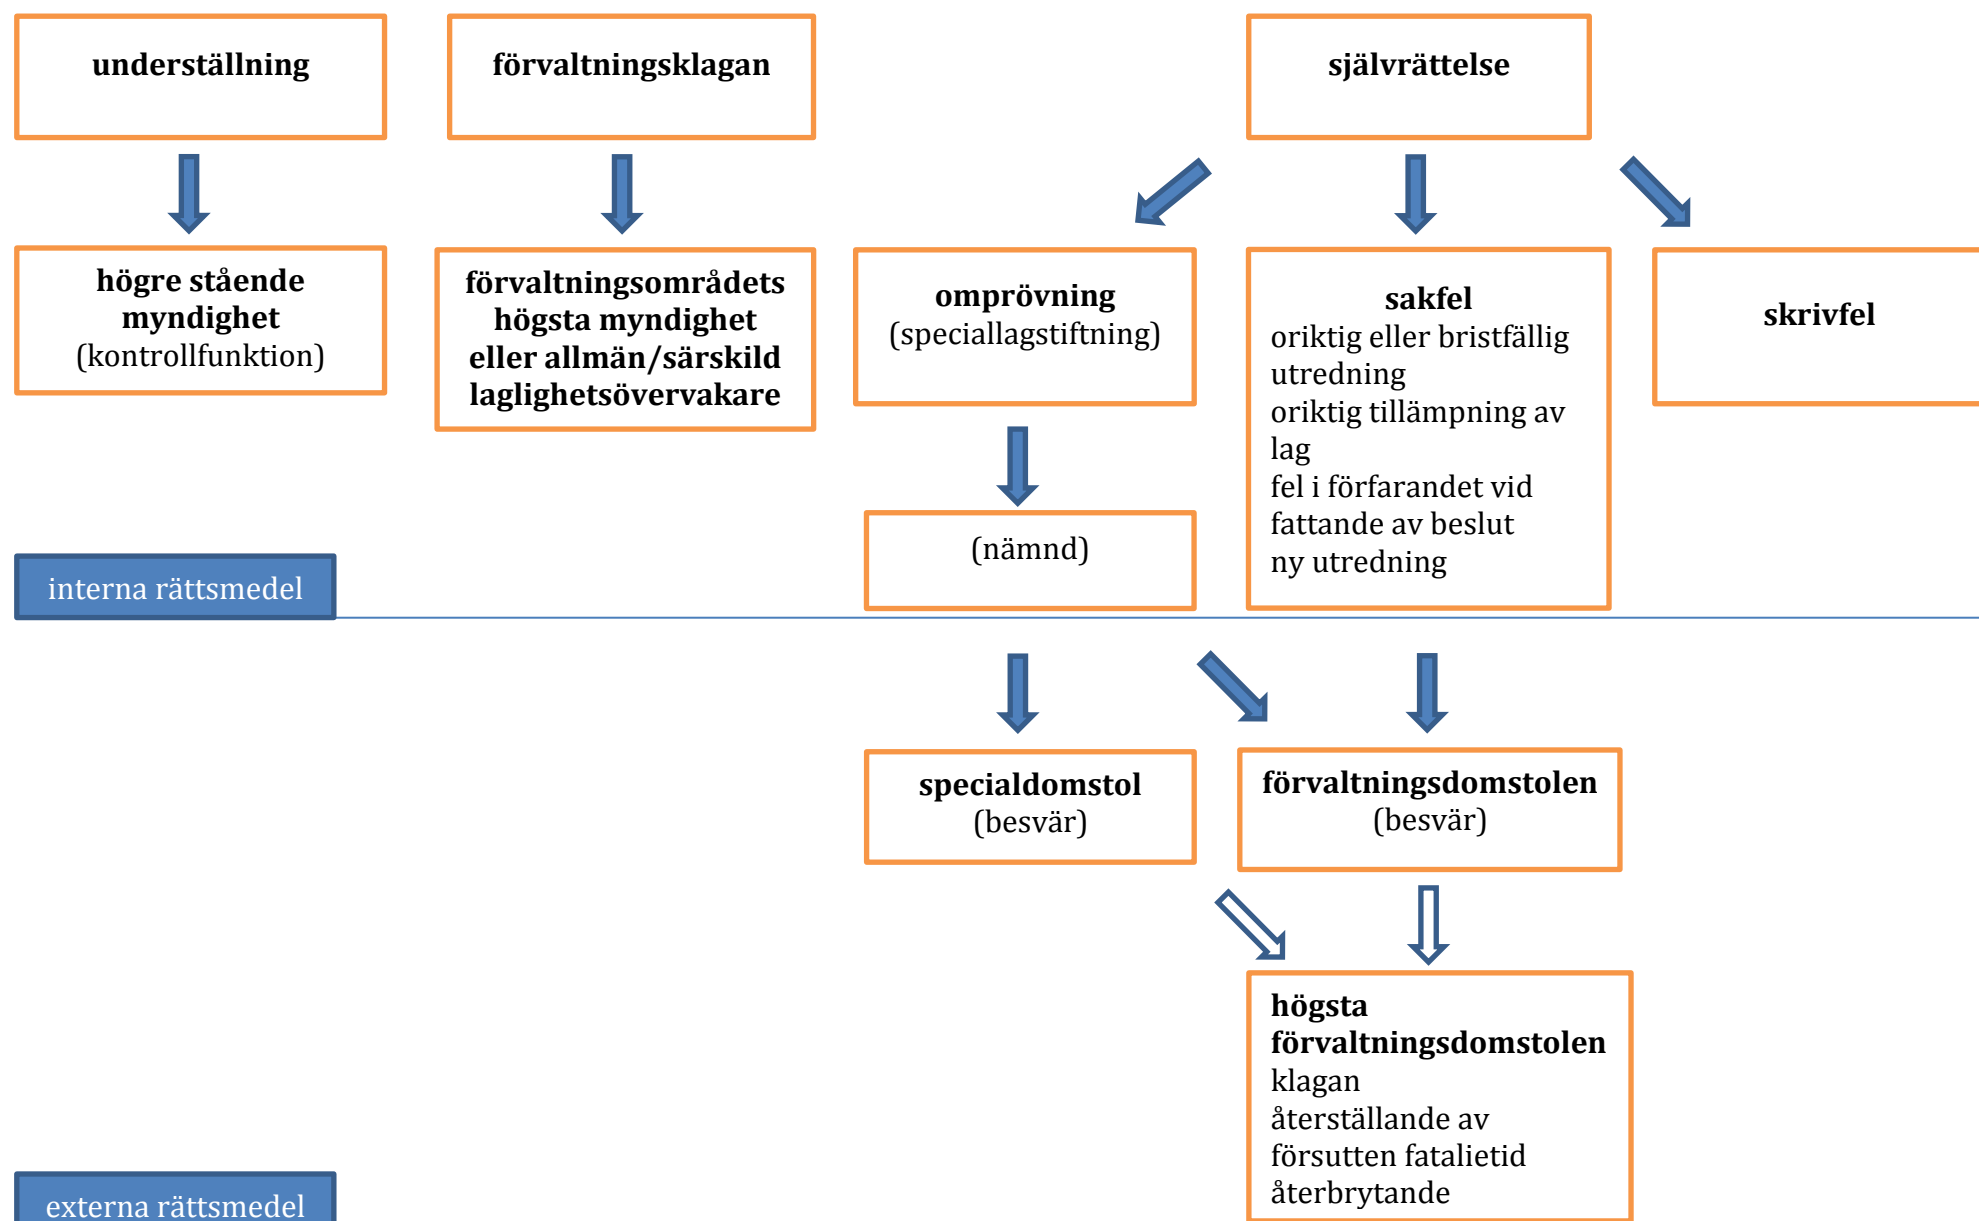 underställning
förvaltningsklagan
självrättelse
högre stående
myndighet
(kontrollfunktion)
förvaltningsområdets
högsta myndighet
eller allmän/särskild
laglighetsövervakare
omprövning
(speciallagstiftning)
sakfel
oriktig eller bristfällig
utredning
oriktig tillämpning av
lag
fel i förfarandet vid
fattande av beslut
ny utredning
skrivfel
(nämnd)
interna rättsmedel
specialdomstol
(besvär)
förvaltningsdomstolen
(besvär)
högsta
förvaltningsdomstolen
klagan
återställande av
försutten fatalietid
återbrytande
externa rättsmedel